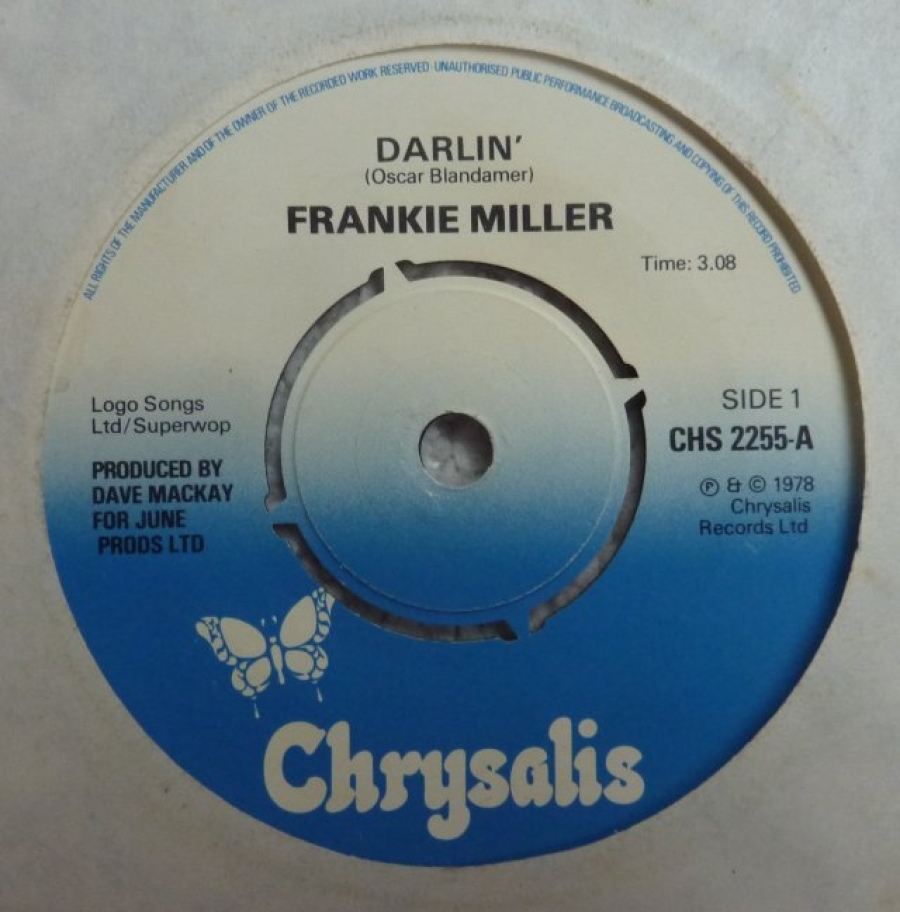 ALL RIGHTS OF THE MANUFACTURER AND OF THE OWNER OF THE RECORDED WORK RESERVED · UNAUTHORISED PUBLIC PERFORMANCE BROADCASTING AND COPYING OF THIS RECORD PROHIBITED
DARLIN'
(Oscar Blandamer)
FRANKIE MILLER
Time: 3.08
Logo Songs
Ltd/Superwop
PRODUCED BY
DAVE MACKAY
FOR JUNE
PRODS LTD
SIDE 1
CHS 2255-A
℗ & © 1978
Chrysalis
Records Ltd
Chrysalis